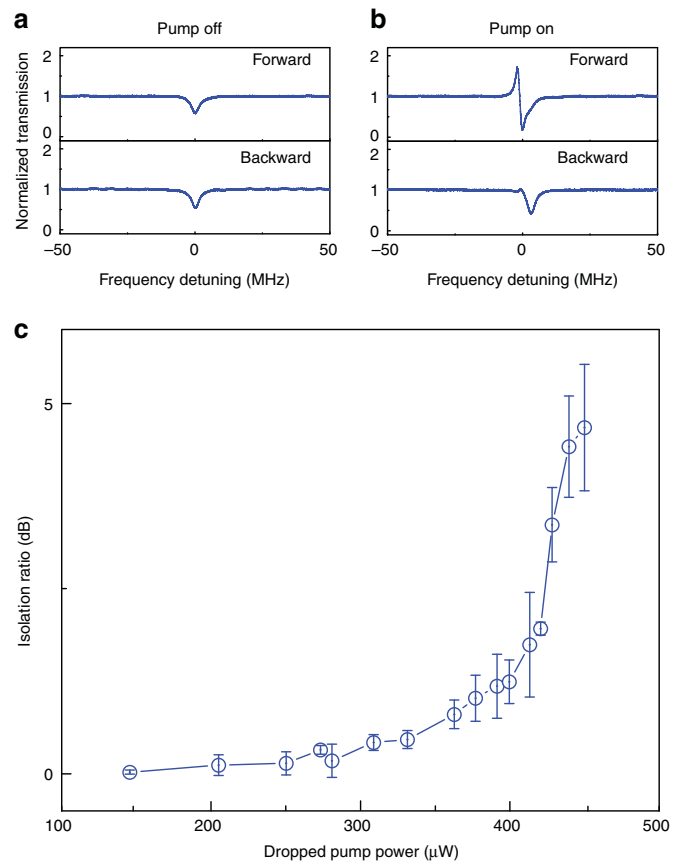 a
Pump off
b
Pump on
Normalized transmission
2
1
0
Forward
2
1
0
Backward
–50
0
50
Frequency detuning (MHz)
2
1
0
Forward
2
1
0
Backward
–50
0
50
Frequency detuning (MHz)
c
Isolation ratio (dB)
5
0
100
200
300
400
500
Dropped pump power (μW)